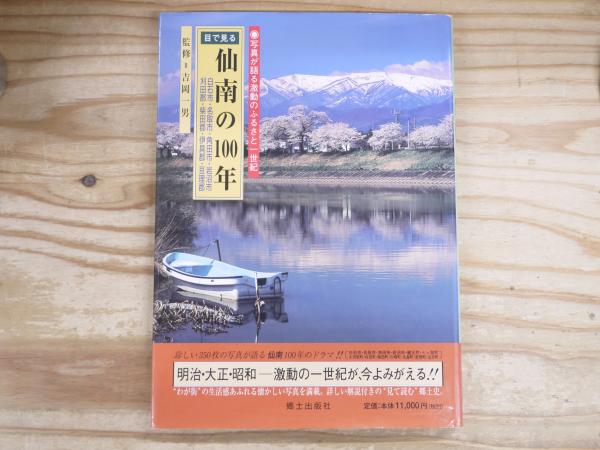 ◉写真が語る激動のふるさと一世紀
目で見る
仙南の100年
白石市・名取市・角田市・岩沼市
刈田郡・柴田郡・伊具郡・亘理郡
監修＝吉岡一男
珍しい350枚の写真が語る仙南100年のドラマ!!
明治・大正・昭和―激動の一世紀が、今よみがえる!!
"わが街"の生活感あふれる懐かしい写真を満載。詳しい解説付きの"見て読む"郷土史。
郷土出版社
定価:本体11,000円